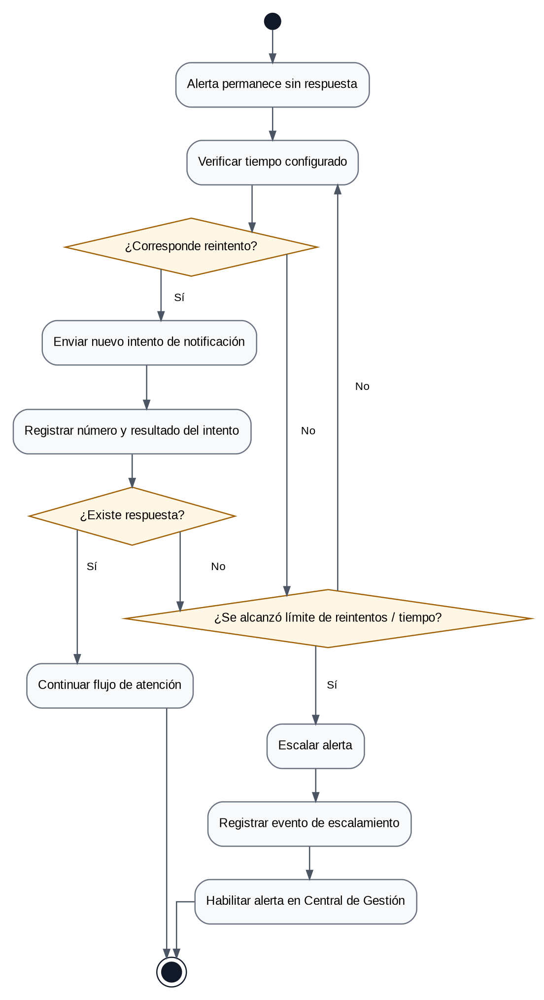 Alerta permanece sin respuesta
Verificar tiempo configurado
¿Corresponde reintento?
Sí
Enviar nuevo intento de notificación
No
Registrar número y resultado del intento
No
¿Existe respuesta?
Sí
No
¿Se alcanzó límite de reintentos / tiempo?
Continuar flujo de atención
Sí
Escalar alerta
Registrar evento de escalamiento
Habilitar alerta en Central de Gestión